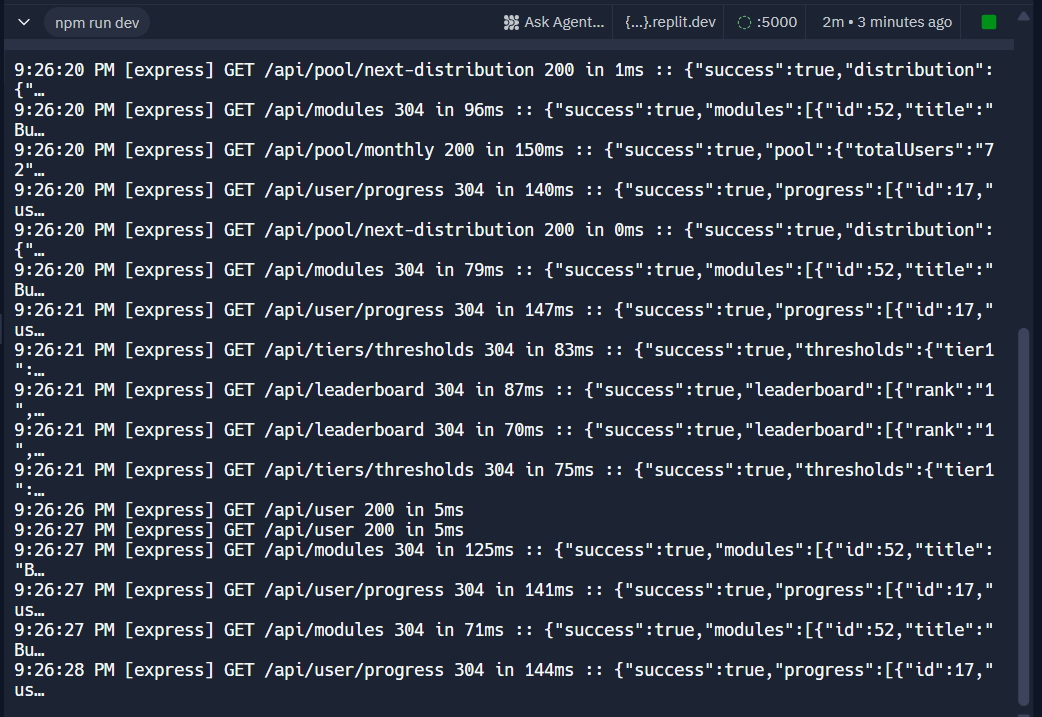 npm run dev
Ask Agent... {...}.replit.dev :5000 2m • 3 minutes ago
9:26:20 PM [express] GET /api/pool/next-distribution 200 in 1ms :: {"success":true,"distribution":
{"…
9:26:20 PM [express] GET /api/modules 304 in 96ms :: {"success":true,"modules":[{"id":52,"title":"
Bu…
9:26:20 PM [express] GET /api/pool/monthly 200 in 150ms :: {"success":true,"pool":{"totalUsers":"7
2"…
9:26:20 PM [express] GET /api/user/progress 304 in 140ms :: {"success":true,"progress":[{"id":17,"
us…
9:26:20 PM [express] GET /api/pool/next-distribution 200 in 0ms :: {"success":true,"distribution":
{"…
9:26:20 PM [express] GET /api/modules 304 in 79ms :: {"success":true,"modules":[{"id":52,"title":"
Bu…
9:26:21 PM [express] GET /api/user/progress 304 in 147ms :: {"success":true,"progress":[{"id":17,"
us…
9:26:21 PM [express] GET /api/tiers/thresholds 304 in 83ms :: {"success":true,"thresholds":{"tier1
":…
9:26:21 PM [express] GET /api/leaderboard 304 in 87ms :: {"success":true,"leaderboard":[{"rank":"1
",…
9:26:21 PM [express] GET /api/leaderboard 304 in 70ms :: {"success":true,"leaderboard":[{"rank":"1
",…
9:26:21 PM [express] GET /api/tiers/thresholds 304 in 75ms :: {"success":true,"thresholds":{"tier1
":…
9:26:26 PM [express] GET /api/user 200 in 5ms
9:26:27 PM [express] GET /api/user 200 in 5ms
9:26:27 PM [express] GET /api/modules 304 in 125ms :: {"success":true,"modules":[{"id":52,"title":
"B…
9:26:27 PM [express] GET /api/user/progress 304 in 141ms :: {"success":true,"progress":[{"id":17,"
us…
9:26:27 PM [express] GET /api/modules 304 in 71ms :: {"success":true,"modules":[{"id":52,"title":"
Bu…
9:26:28 PM [express] GET /api/user/progress 304 in 144ms :: {"success":true,"progress":[{"id":17,"
us…